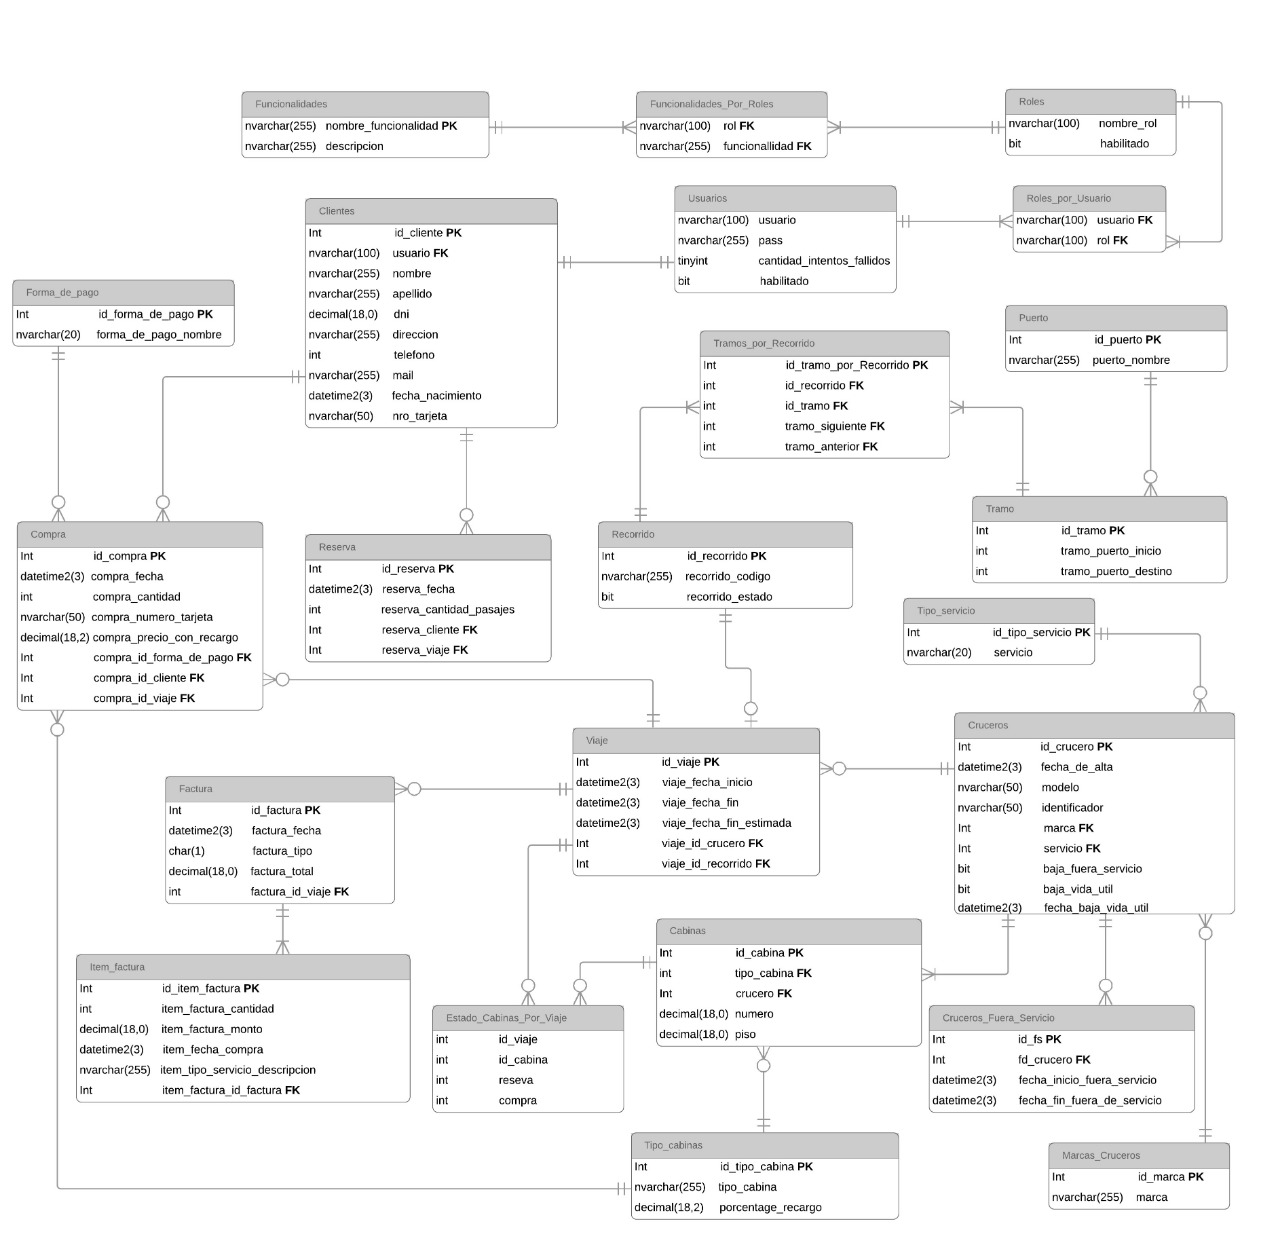 Funcionalidades
nvarchar(255) nombre_funcionalidad PK
nvarchar(255) descripcion
Funcionalidades_Por_Roles
nvarchar(100) rol FK
nvarchar(255) funcionallidad FK
Roles
nvarchar(100) nombre_rol
bit habilitado
Clientes
Int id_cliente PK
nvarchar(100) usuario FK
nvarchar(255) nombre
nvarchar(255) apellido
decimal(18,0) dni
nvarchar(255) direccion
int telefono
nvarchar(255) mail
datetime2(3) fecha_nacimiento
nvarchar(50) nro_tarjeta
Usuarios
nvarchar(100) usuario
nvarchar(255) pass
tinyint cantidad_intentos_fallidos
bit habilitado
Roles_por_Usuario
nvarchar(100) usuario FK
nvarchar(100) rol FK
Forma_de_pago
Int id_forma_de_pago PK
nvarchar(20) forma_de_pago_nombre
Tramos_por_Recorrido
Int id_tramo_por_Recorrido PK
int id_recorrido FK
int id_tramo FK
int tramo_siguiente FK
int tramo_anterior FK
Puerto
Int id_puerto PK
nvarchar(255) puerto_nombre
Compra
Int id_compra PK
datetime2(3) compra_fecha
int compra_cantidad
nvarchar(50) compra_numero_tarjeta
decimal(18,2) compra_precio_con_recargo
Int compra_id_forma_de_pago FK
Int compra_id_cliente FK
Int compra_id_viaje FK
Reserva
Int id_reserva PK
datetime2(3) reserva_fecha
int reserva_cantidad_pasajes
Int reserva_cliente FK
Int reserva_viaje FK
Recorrido
Int id_recorrido PK
nvarchar(255) recorrido_codigo
bit recorrido_estado
Tramo
Int id_tramo PK
int tramo_puerto_inicio
int tramo_puerto_destino
Tipo_servicio
Int id_tipo_servicio PK
nvarchar(20) servicio
Viaje
Int id_viaje PK
datetime2(3) viaje_fecha_inicio
datetime2(3) viaje_fecha_fin
datetime2(3) viaje_fecha_fin_estimada
Int viaje_id_crucero FK
Int viaje_id_recorrido FK
Cruceros
Int id_crucero PK
datetime2(3) fecha_de_alta
nvarchar(50) modelo
nvarchar(50) identificador
Int marca FK
Int servicio FK
bit baja_fuera_servicio
bit baja_vida_util
datetime2(3) fecha_baja_vida_util
Factura
Int id_factura PK
datetime2(3) factura_fecha
char(1) factura_tipo
decimal(18,0) factura_total
int factura_id_viaje FK
Item_factura
Int id_item_factura PK
int item_factura_cantidad
decimal(18,0) item_factura_monto
datetime2(3) item_fecha_compra
nvarchar(255) item_tipo_servicio_descripcion
Int item_factura_id_factura FK
Cabinas
Int id_cabina PK
int tipo_cabina FK
Int crucero FK
decimal(18,0) numero
decimal(18,0) piso
Estado_Cabinas_Por_Viaje
int id_viaje
int id_cabina
int reseva
int compra
Cruceros_Fuera_Servicio
Int id_fs PK
Int fd_crucero FK
datetime2(3) fecha_inicio_fuera_servicio
datetime2(3) fecha_fin_fuera_de_servicio
Tipo_cabinas
Int id_tipo_cabina PK
nvarchar(255) tipo_cabina
decimal(18,2) porcentage_recargo
Marcas_Cruceros
Int id_marca PK
nvarchar(255) marca